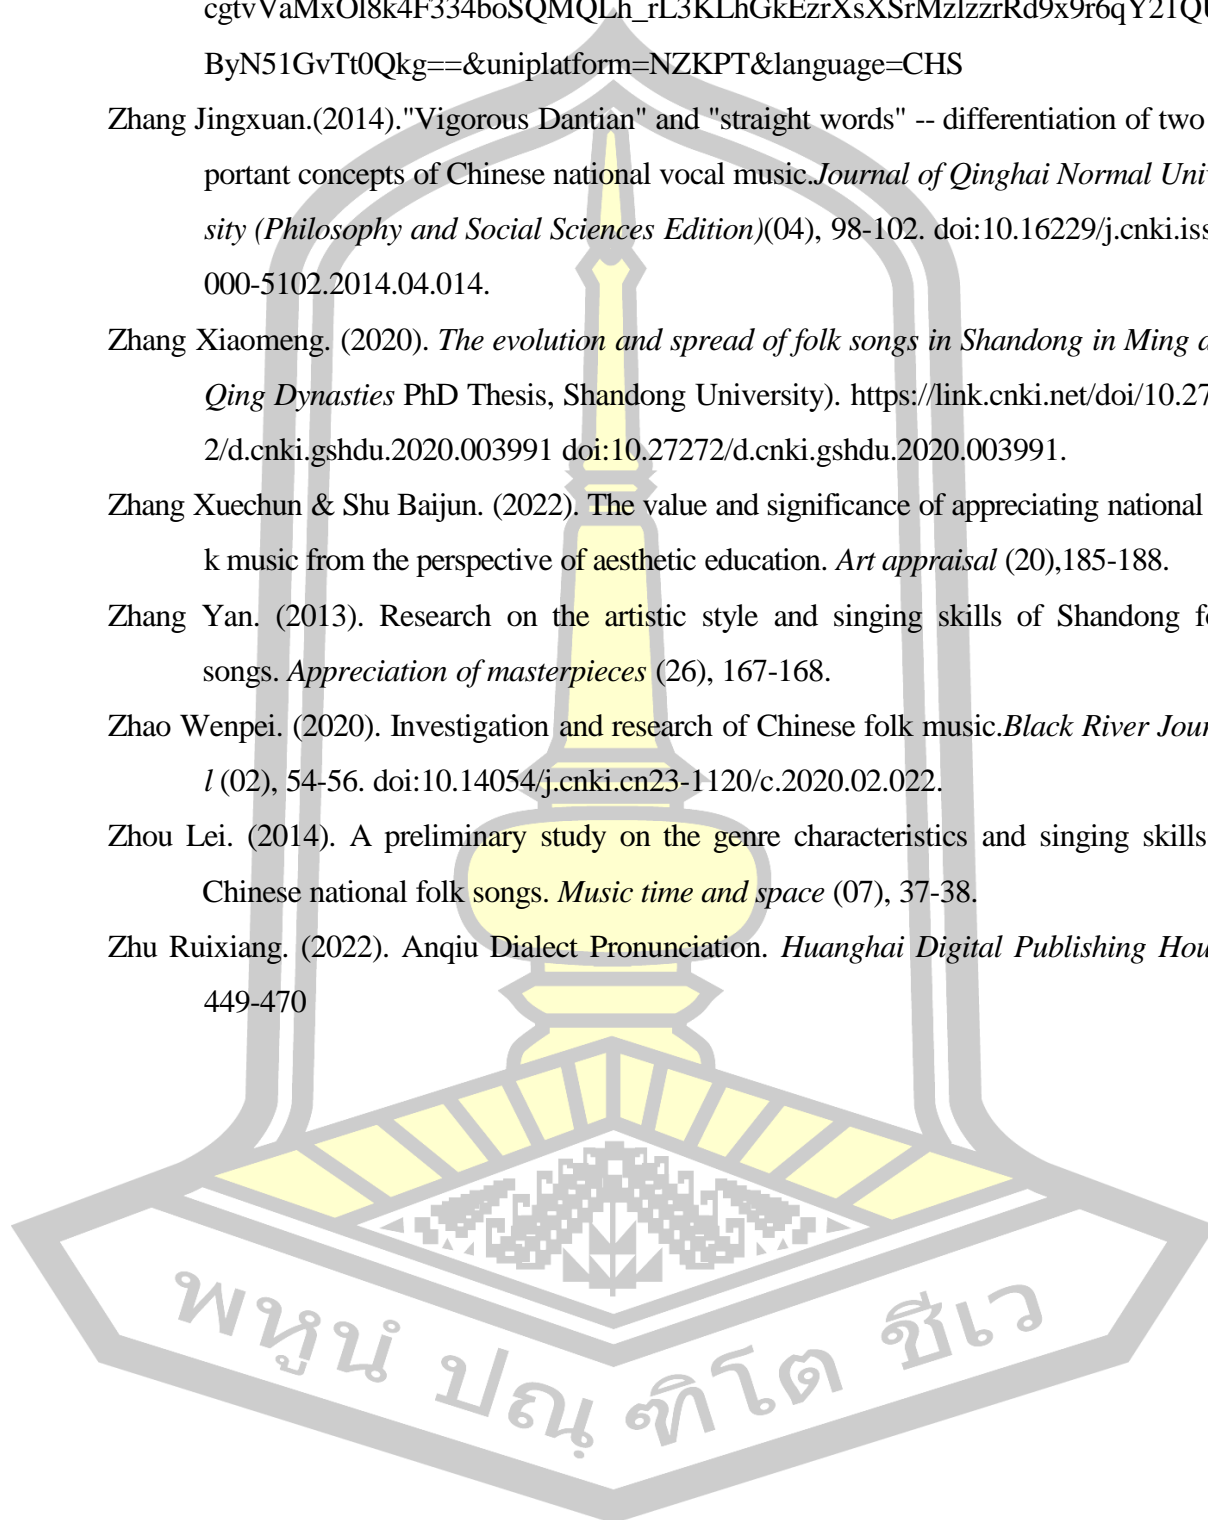 cgtvVaMxOl8k4F334boSQMQLh_rL3KLhGkEzrXsXSrMzIzzrRd9x9r6qY21QU
ByN51GvTt0Qkg==&uniplatform=NZKPT&language=CHS
Zhang Jingxuan.(2014)."Vigorous Dantian" and "straight words" -- differentiation of two
portant concepts of Chinese national vocal music.Journal of Qinghai Normal Univ
sity (Philosophy and Social Sciences Edition)(04), 98-102. doi:10.16229/j.cnki.iss
000-5102.2014.04.014.
Zhang Xiaomeng. (2020). The evolution and spread of folk songs in Shandong in Ming a
Qing Dynasties PhD Thesis, Shandong University). https://link.cnki.net/doi/10.27
2/d.cnki.gshdu.2020.003991 doi:10.27272/d.cnki.gshdu.2020.003991.
Zhang Xuechun & Shu Baijun. (2022). The value and significance of appreciating national
k music from the perspective of aesthetic education. Art appraisal (20),185-188.
Zhang Yan. (2013). Research on the artistic style and singing skills of Shandong fo
songs. Appreciation of masterpieces (26), 167-168.
Zhao Wenpei. (2020). Investigation and research of Chinese folk music.Black River Jour
l (02), 54-56. doi:10.14054/j.cnki.cn23-1120/c.2020.02.022.
Zhou Lei. (2014). A preliminary study on the genre characteristics and singing skills
Chinese national folk songs. Music time and space (07), 37-38.
Zhu Ruixiang. (2022). Anqiu Dialect Pronunciation. Huanghai Digital Publishing Hou
449-470
พหูนํ ปณฺฑิโต ชีเว